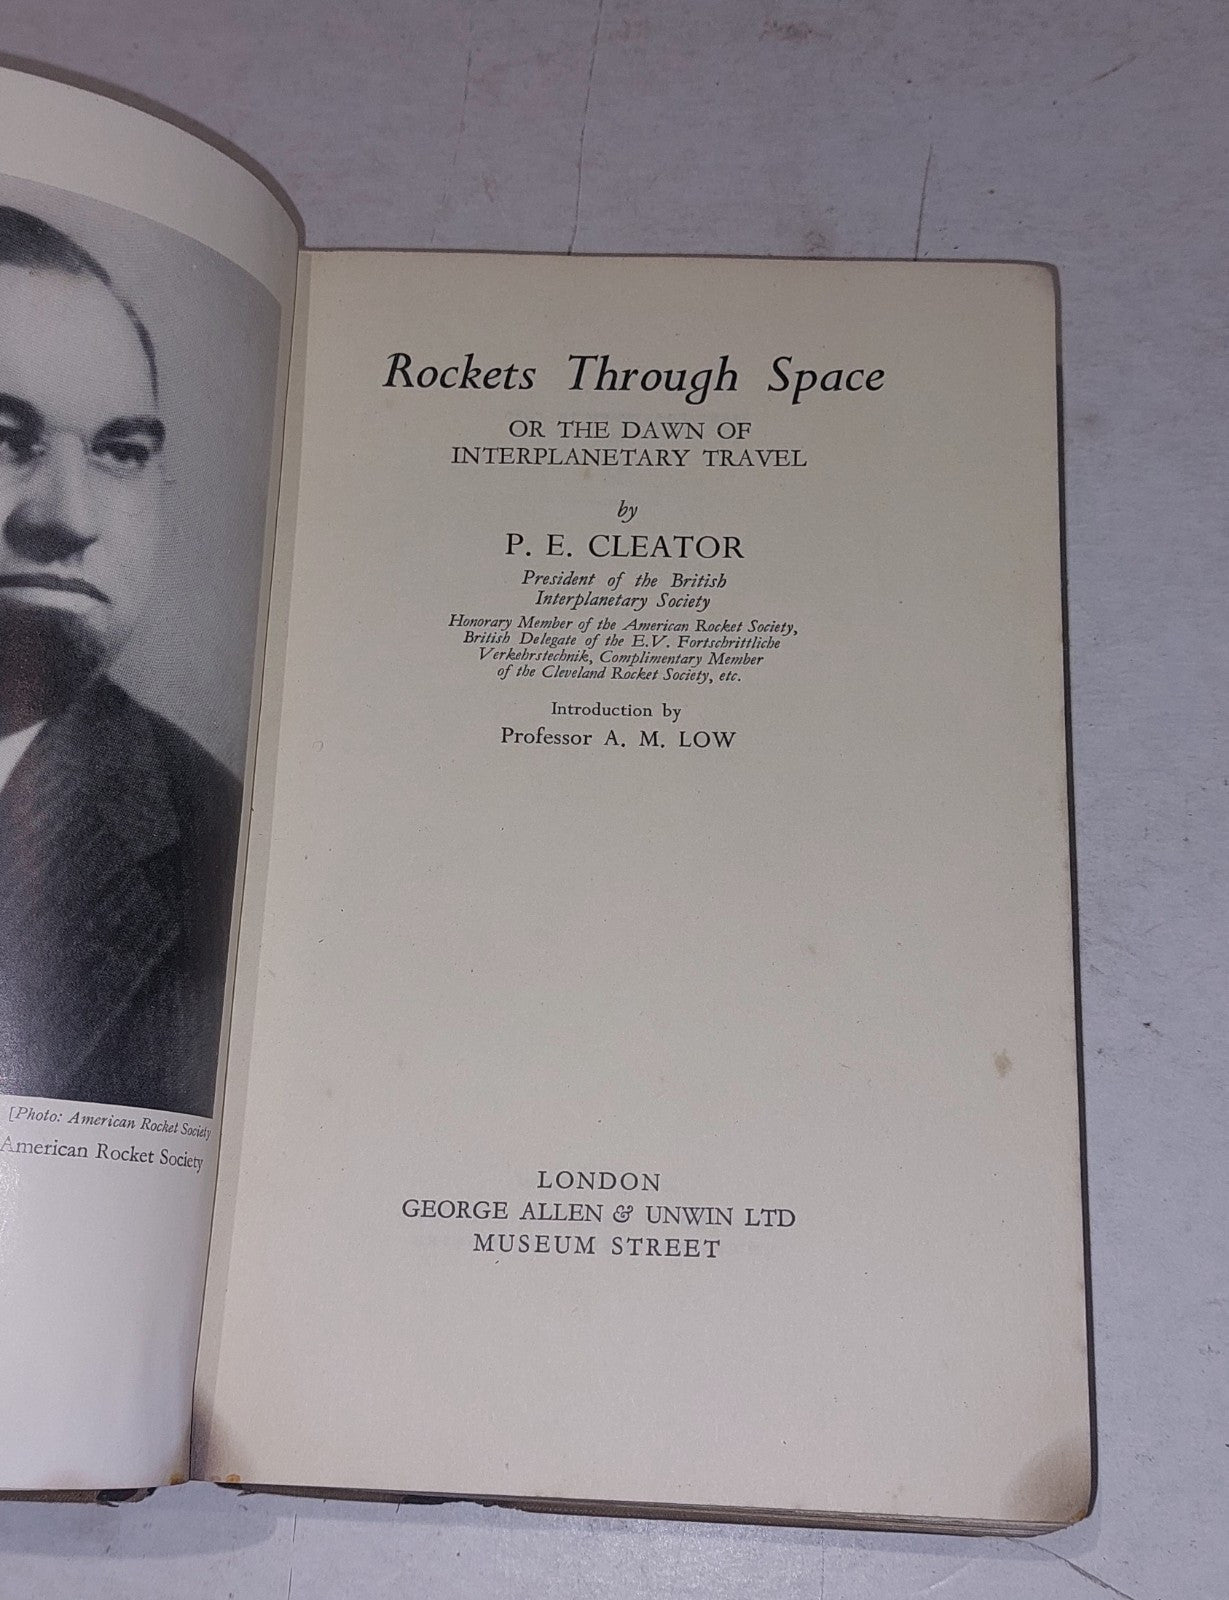 [Photo: American Rocket Society
American Rocket Society
Rockets Through Space
OR THE DAWN OF
INTERPLANETARY TRAVEL
by
P. E. CLEATOR
President of the British
Interplanetary Society
Honorary Member of the American Rocket Society,
British Delegate of the E.V. Fortschrittliche
Verkehrstechnik, Complimentary Member
of the Cleveland Rocket Society, etc.
Introduction by
Professor A. M. LOW
LONDON
GEORGE ALLEN & UNWIN LTD
MUSEUM STREET